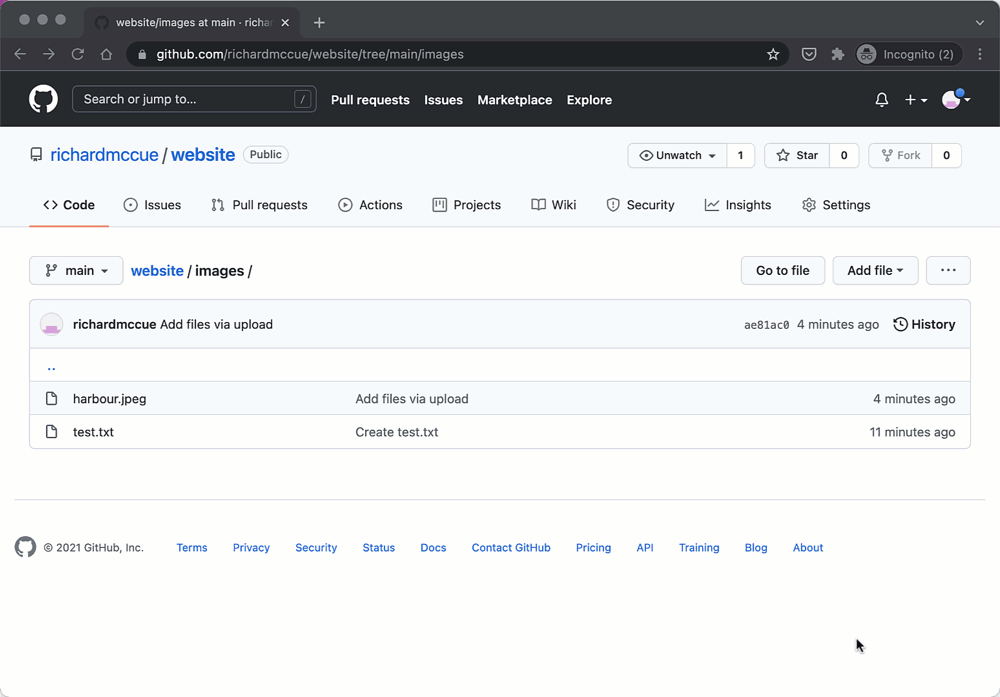 website/images at main · richar
github.com/richardmccue/website/tree/main/images
Incognito (2)
Search or jump to... /
Pull requests Issues Marketplace Explore
richardmccue / website Public
Unwatch 1 Star 0 Fork 0
Code Issues Pull requests Actions Projects Wiki Security Insights Settings
main website / images / Go to file Add file ...
richardmccue Add files via upload ae81ac0 4 minutes ago History
..
harbour.jpeg Add files via upload 4 minutes ago
test.txt Create test.txt 11 minutes ago
© 2021 GitHub, Inc. Terms Privacy Security Status Docs Contact GitHub Pricing API Training Blog About